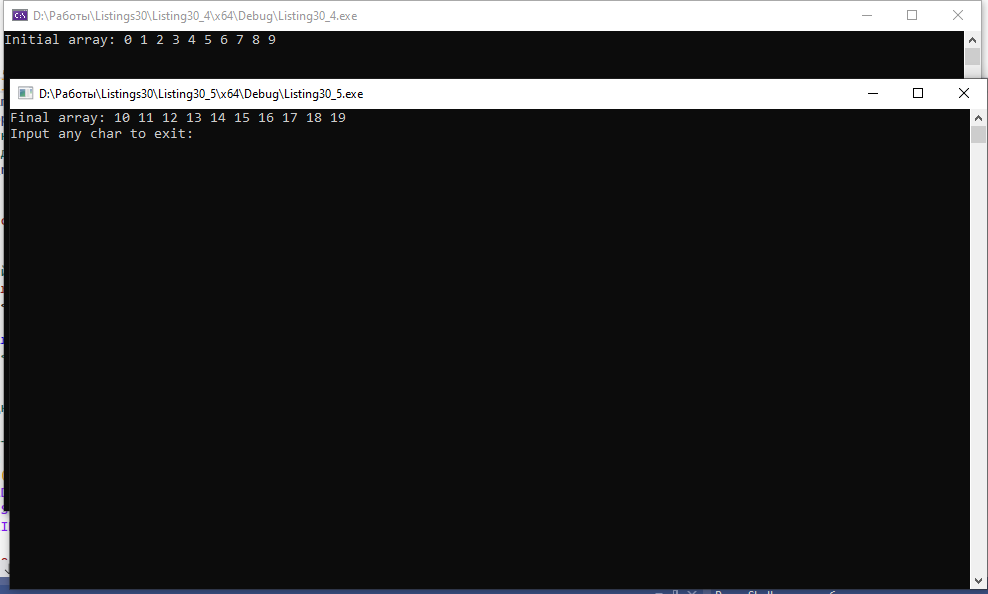 D:\Работы\Listings30\Listing30_4\x64\Debug\Listing30_4.exe
Initial array: 0 1 2 3 4 5 6 7 8 9
D:\Работы\Listings30\Listing30_5\x64\Debug\Listing30_5.exe
Final array: 10 11 12 13 14 15 16 17 18 19
Input any char to exit: